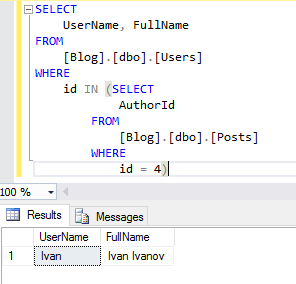 SELECT
UserName, FullName
FROM
[Blog].[dbo].[Users]
WHERE
id IN (SELECT
AuthorId
FROM
[Blog].[dbo].[Posts]
WHERE
id = 4)
100 %
Results Messages
UserName FullName
1 Ivan Ivan Ivanov